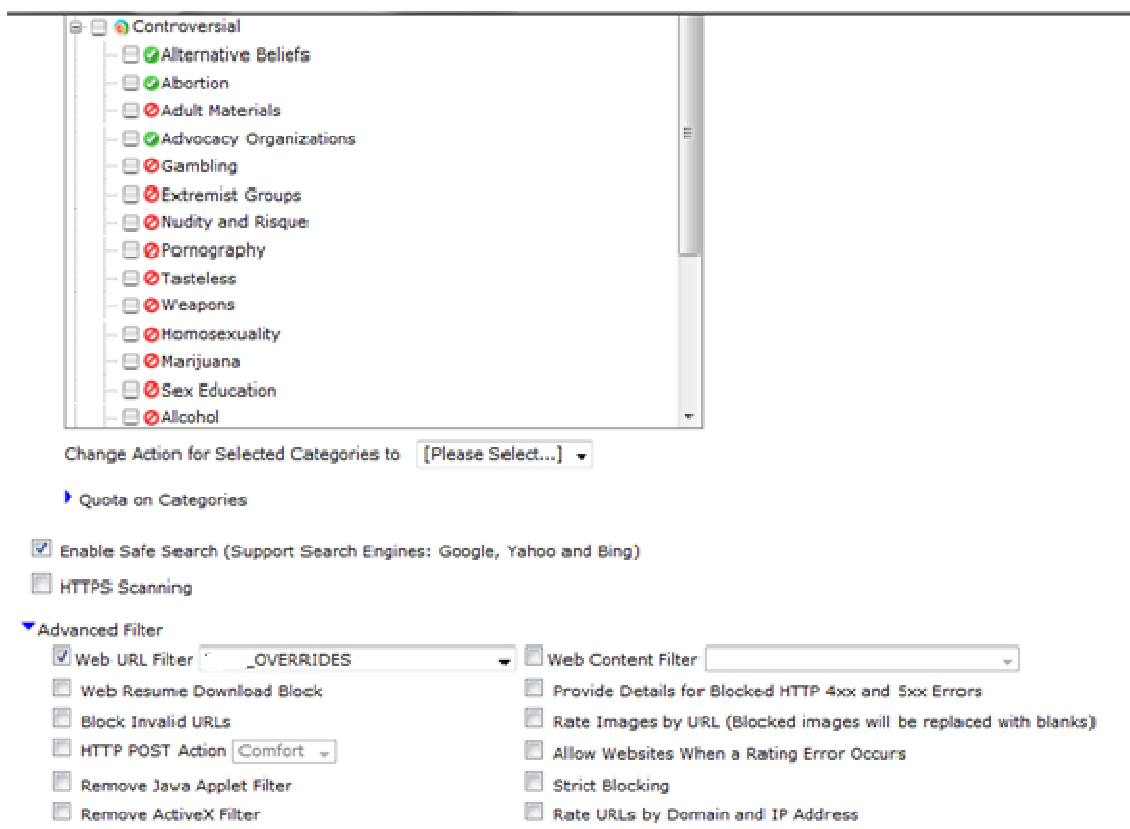 Controversial
Alternative Beliefs
Abortion
Adult Materials
Advocacy Organizations
Gambling
Extremist Groups
Nudity and Risque
Pornography
Tasteless
Weapons
Homosexuality
Marijuana
Sex Education
Alcohol
Change Action for Selected Categories to [Please Select...]
Quota on Categories
Enable Safe Search (Support Search Engines: Google, Yahoo and Bing)
HTTPS Scanning
Advanced Filter
Web URL Filter _OVERRIDES Web Content Filter
Web Resume Download Block Provide Details for Blocked HTTP 4xx and 5xx Errors
Block Invalid URLs Rate Images by URL (Blocked images will be replaced with blanks)
HTTP POST Action Comfort Allow Websites When a Rating Error Occurs
Remove Java Applet Filter Strict Blocking
Remove ActiveX Filter Rate URLs by Domain and IP Address